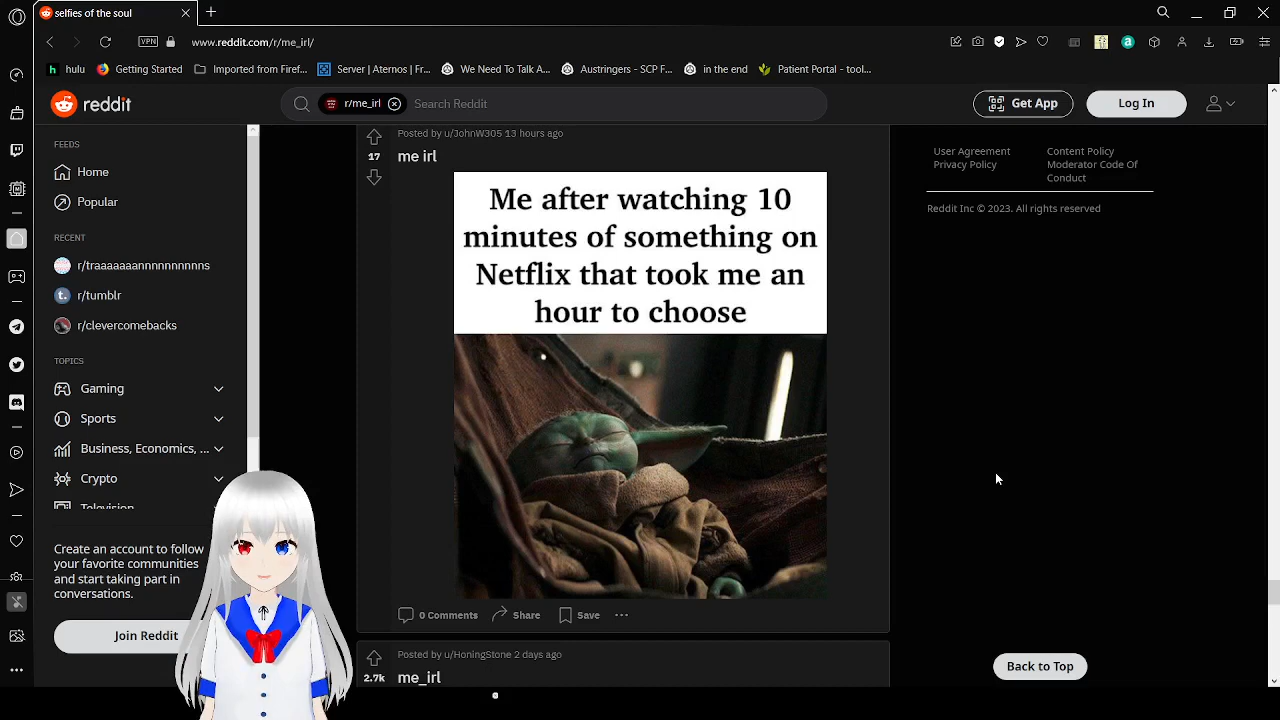 selfies of the soul
VPN
www.reddit.com/r/me_irl/
hulu
Getting Started
Imported from Firef...
Server | Aternos | Fr...
We Need To Talk A...
Austringers - SCP F...
in the end
Patient Portal - tool...
reddit
r/me_irl
Search Reddit
Get App
Log In
FEEDS
Home
Popular
RECENT
r/traaaaaaannnnnnnnns
r/tumblr
r/clevercomebacks
TOPICS
Gaming
Sports
Business, Economics, ...
Crypto
Television
Create an account to follow
your favorite communities
and start taking part in
conversations.
Join Reddit
Posted by u/JohnW305 13 hours ago
17
me irl
Me after watching 10
minutes of something on
Netflix that took me an
hour to choose
0 Comments
Share
Save
Posted by u/HoningStone 2 days ago
2.7k
me_irl
User Agreement
Privacy Policy
Content Policy
Moderator Code Of
Conduct
Reddit Inc © 2023. All rights reserved
Back to Top